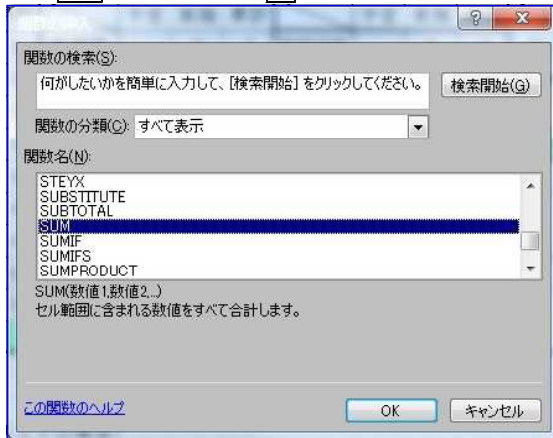 関数の検索(S):
何がしたいかを簡単に入力して、[検索開始] をクリックしてください。
検索開始(G)
関数の分類(C): すべて表示
関数名(N):
STEYX
SUBSTITUTE
SUBTOTAL
SUM
SUMIF
SUMIFS
SUMPRODUCT
SUM(数値1,数値2,...)
セル範囲に含まれる数値をすべて合計します。
この関数のヘルプ
OK
キャンセル